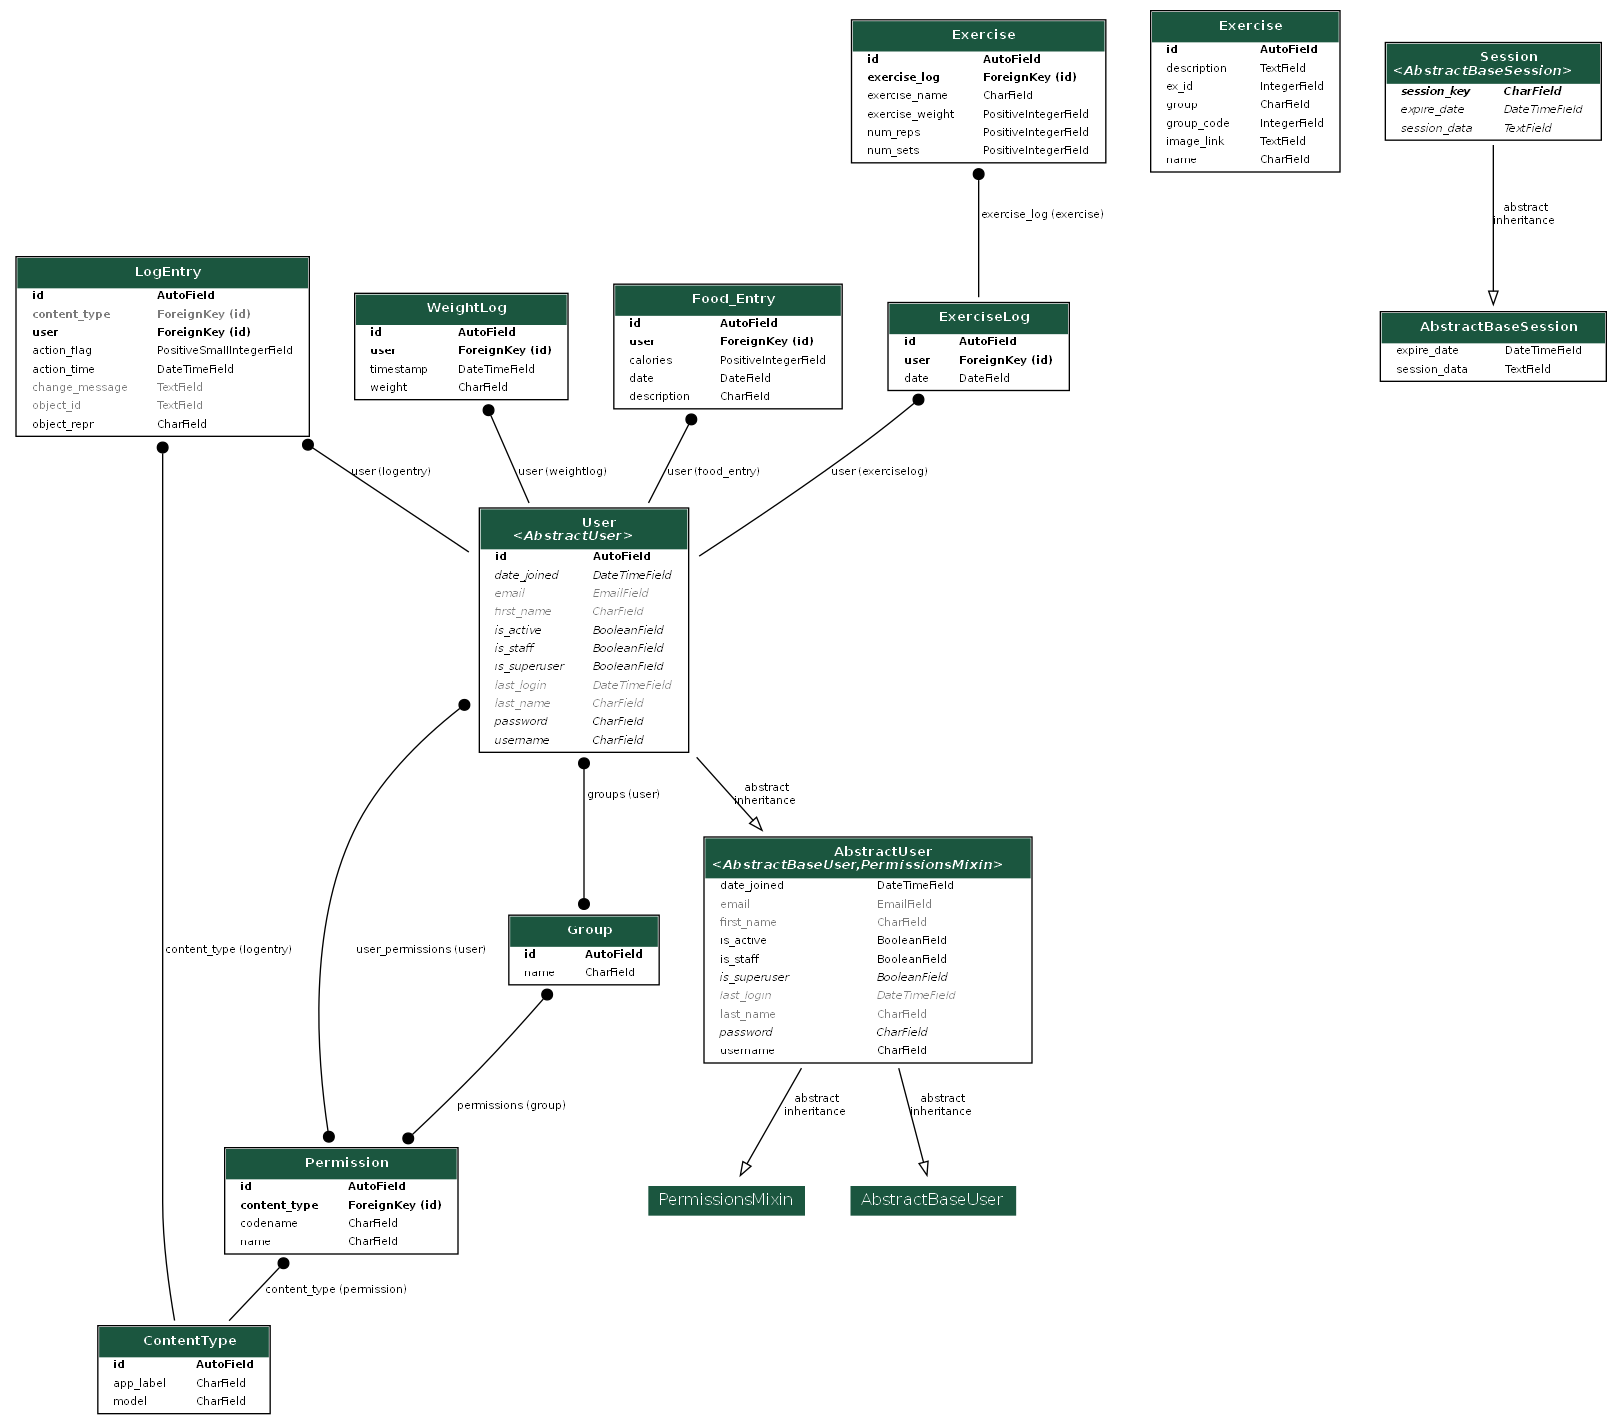 Exercise
id AutoField
exercise_log ForeignKey (id)
exercise_name CharField
exercise_weight PositiveIntegerField
num_reps PositiveIntegerField
num_sets PositiveIntegerField
Exercise
id AutoField
description TextField
ex_id IntegerField
group CharField
group_code IntegerField
image_link TextField
name CharField
Session
<AbstractBaseSession>
session_key CharField
expire_date DateTimeField
session_data TextField
exercise_log (exercise)
abstract
inheritance
LogEntry
id AutoField
content_type ForeignKey (id)
user ForeignKey (id)
action_flag PositiveSmallIntegerField
action_time DateTimeField
change_message TextField
object_id TextField
object_repr CharField
WeightLog
id AutoField
user ForeignKey (id)
timestamp DateTimeField
weight CharField
Food_Entry
id AutoField
user ForeignKey (id)
calories PositiveIntegerField
date DateField
description CharField
ExerciseLog
id AutoField
user ForeignKey (id)
date DateField
AbstractBaseSession
expire_date DateTimeField
session_data TextField
user (logentry)
user (weightlog)
user (food_entry)
user (exerciselog)
User
<AbstractUser>
id AutoField
date_joined DateTimeField
email EmailField
first_name CharField
is_active BooleanField
is_staff BooleanField
is_superuser BooleanField
last_login DateTimeField
last_name CharField
password CharField
username CharField
groups (user)
abstract
inheritance
AbstractUser
<AbstractBaseUser,PermissionsMixin>
date_joined DateTimeField
email EmailField
first_name CharField
is_active BooleanField
is_staff BooleanField
is_superuser BooleanField
last_login DateTimeField
last_name CharField
password CharField
username CharField
content_type (logentry)
user_permissions (user)
Group
id AutoField
name CharField
permissions (group)
abstract
inheritance
abstract
inheritance
Permission
id AutoField
content_type ForeignKey (id)
codename CharField
name CharField
PermissionsMixin
AbstractBaseUser
content_type (permission)
ContentType
id AutoField
app_label CharField
model CharField